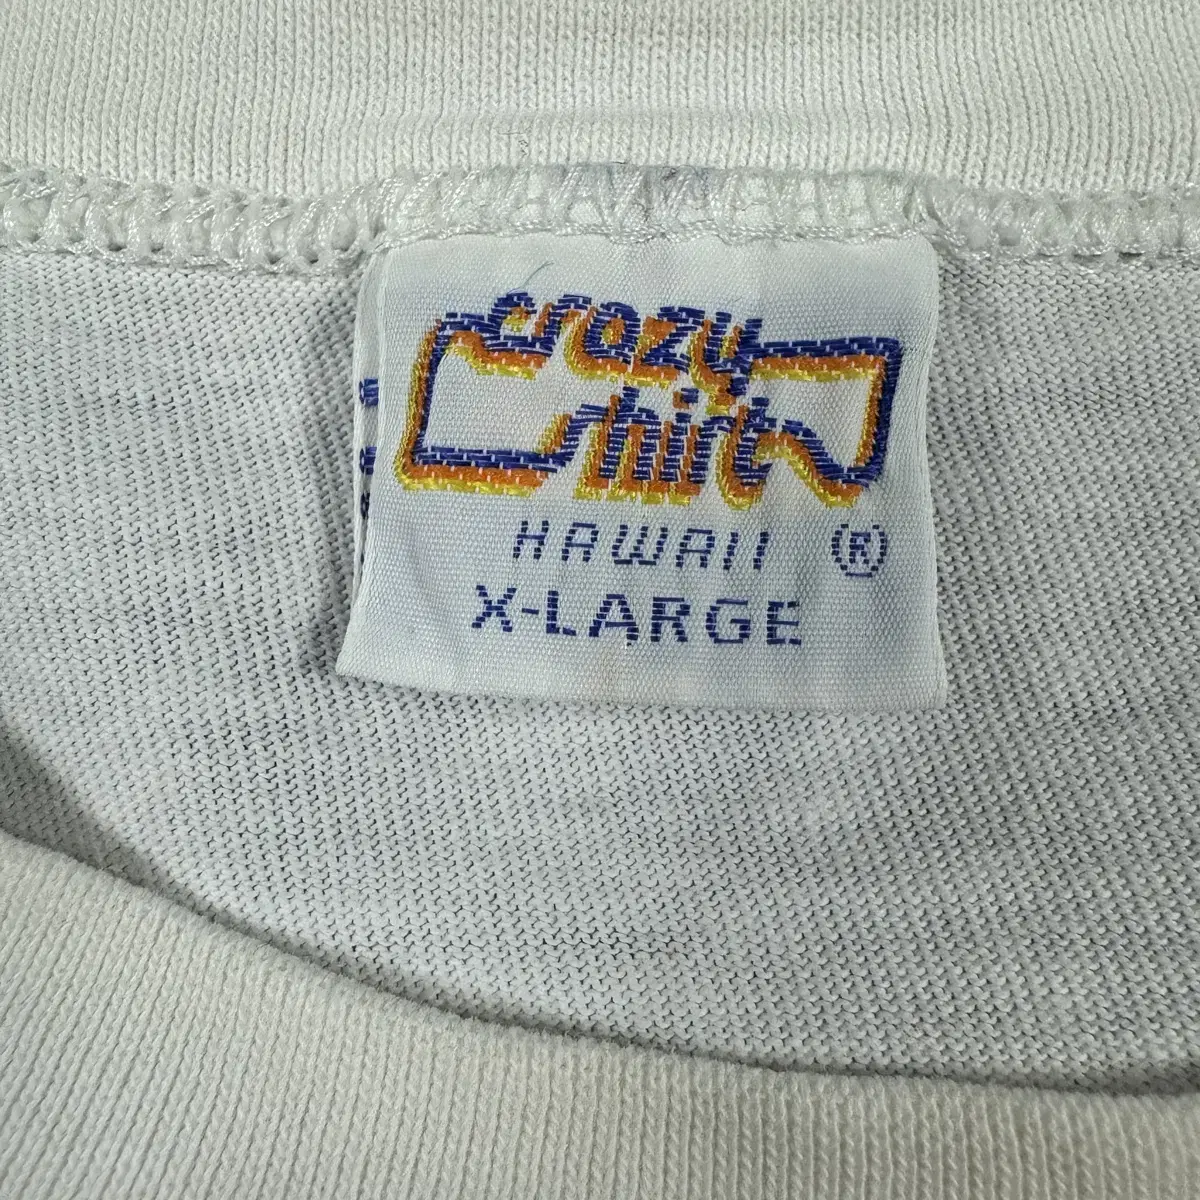 crazy
shirt
HAWAII ®
X-LARGE